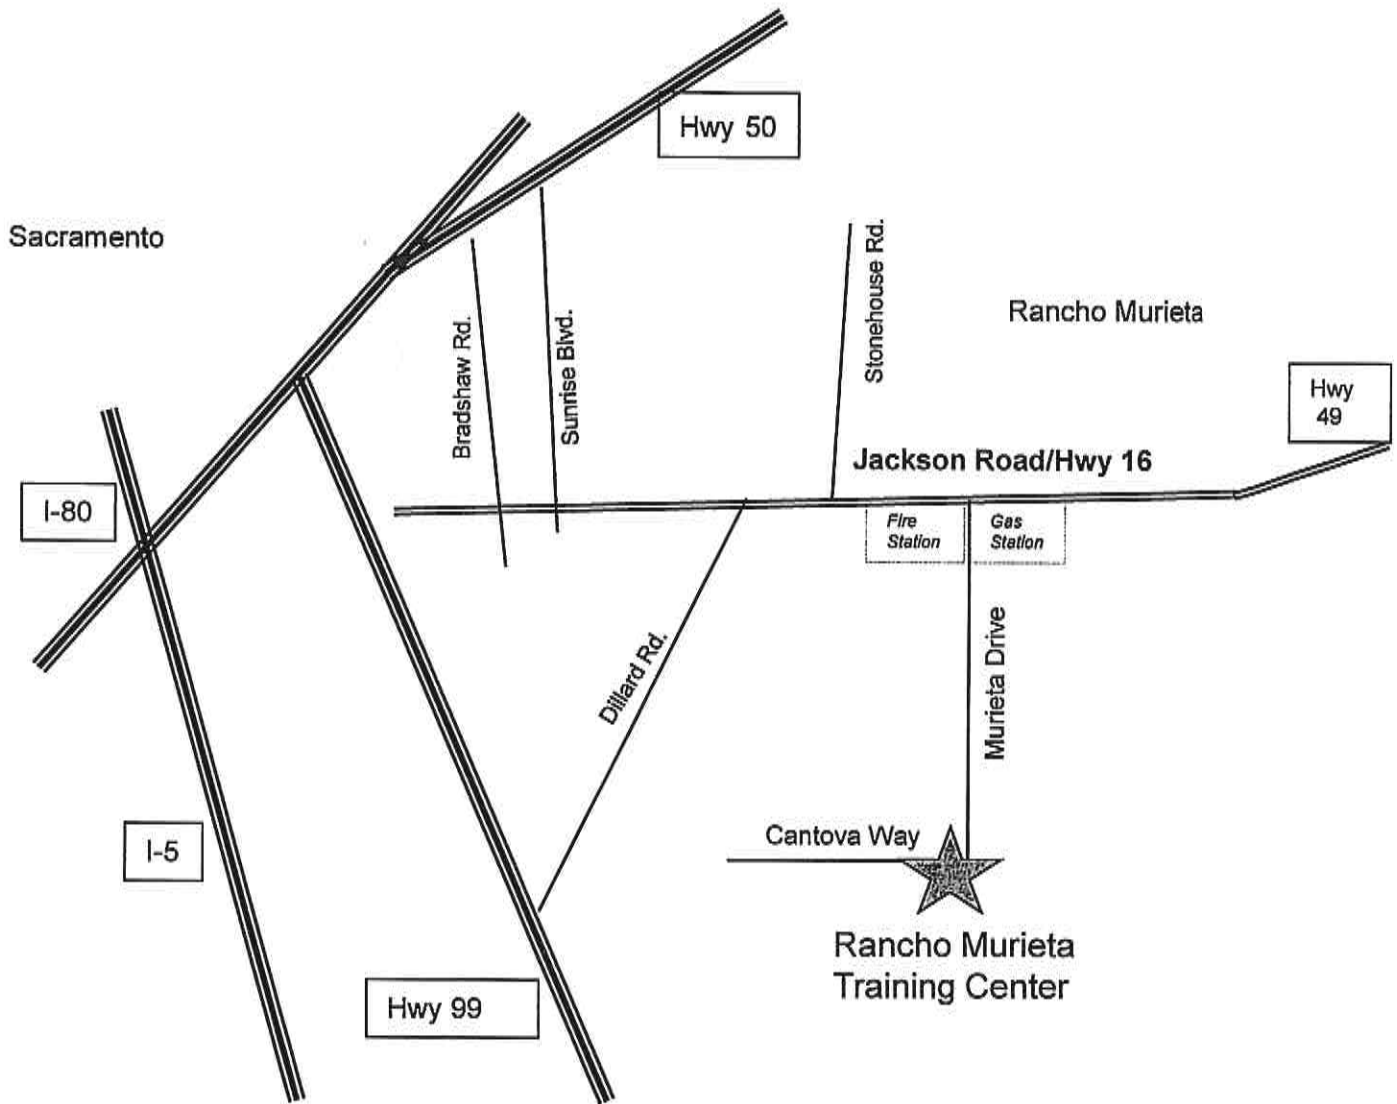 Hwy 50
Sacramento
Stonehouse Rd.
Rancho Murieta
Bradshaw Rd.
Sunrise Blvd.
Hwy
49
Jackson Road/Hwy 16
I-80
Fire
Station
Gas
Station
Dillard Rd.
Murieta Drive
I-5
Cantova Way
Rancho Murieta
Training Center
Hwy 99